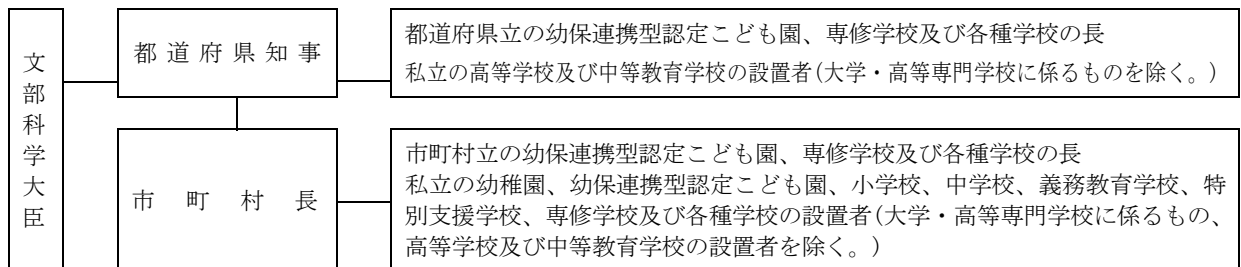 文部科学大臣
都道府県知事
都道府県立の幼保連携型認定こども園、専修学校及び各種学校の長
私立の高等学校及び中等教育学校の設置者(大学・高等専門学校に係るものを除く。)
市町村長
市町村立の幼保連携型認定こども園、専修学校及び各種学校の長
私立の幼稚園、幼保連携型認定こども園、小学校、中学校、義務教育学校、特
別支援学校、専修学校及び各種学校の設置者(大学・高等専門学校に係るもの、
高等学校及び中等教育学校の設置者を除く。)